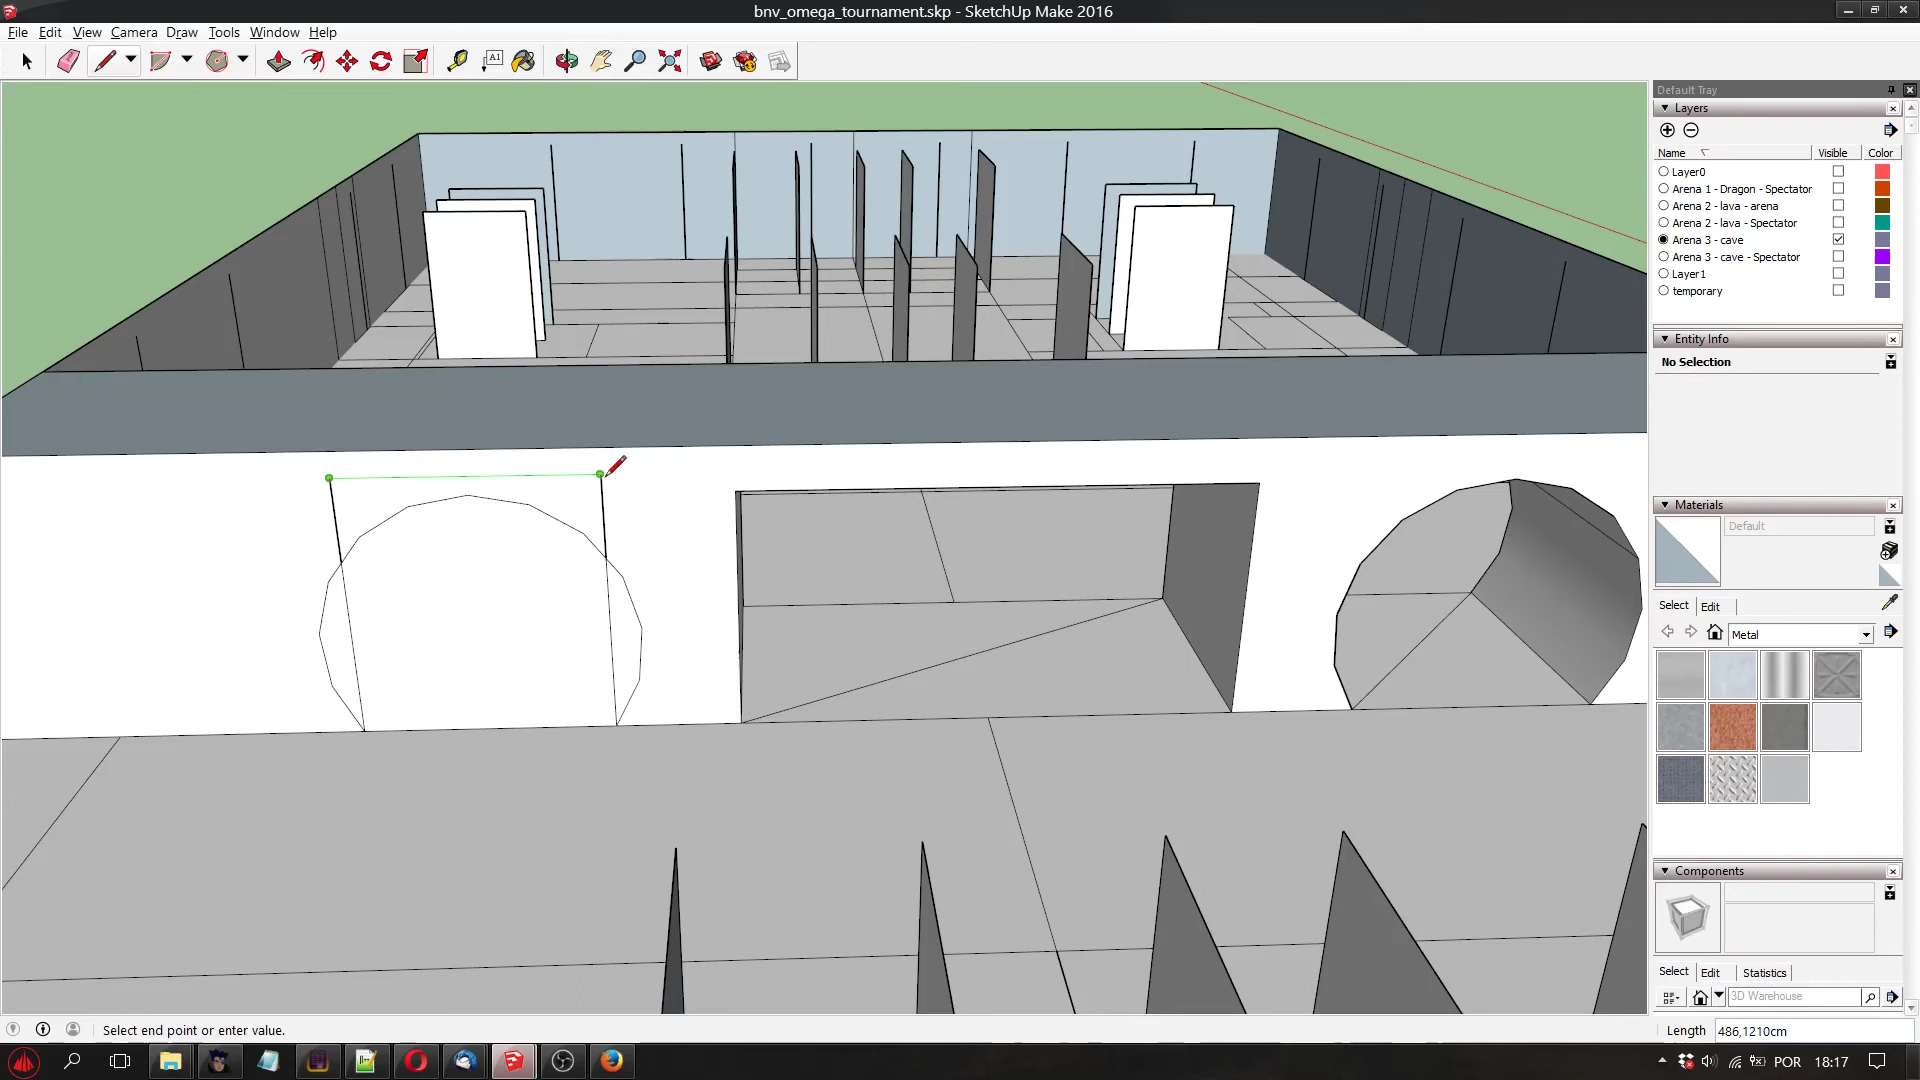 bnv_omega_tournament.skp - SketchUp Make 2016
File Edit View Camera Draw Tools Window Help
A1
Default Tray
Layers
Name Visible Color
Layer0
Arena 1 - Dragon - Spectator
Arena 2 - lava - arena
Arena 2 - lava - Spectator
Arena 3 - cave
Arena 3 - cave - Spectator
Layer1
temporary
Entity Info
No Selection
Materials
Default
Select Edit
Metal
Components
Select Edit Statistics
3D Warehouse
Select end point or enter value.
Length 486,1210cm
POR 18:17